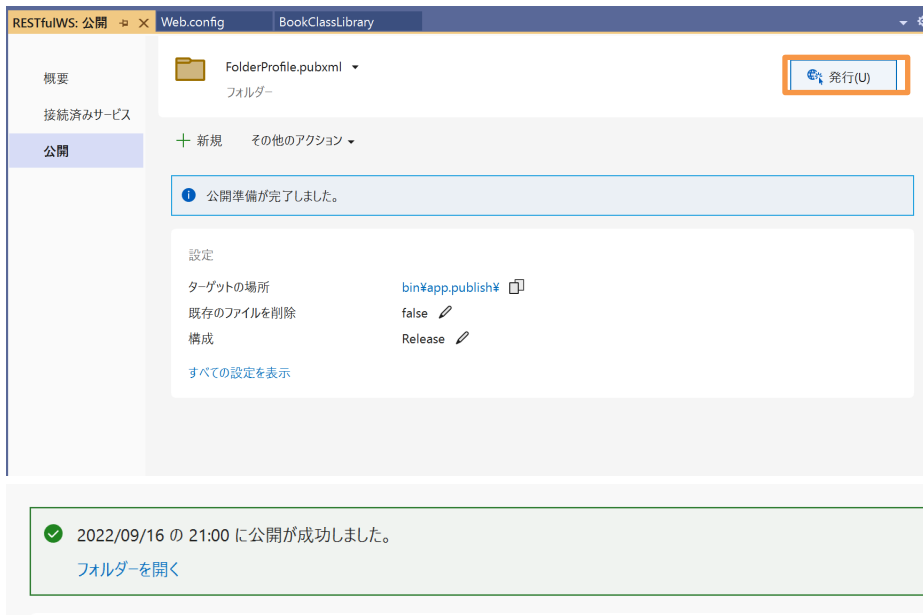 RESTfulWS: 公開
Web.config
BookClassLibrary
概要
接続済みサービス
公開
FolderProfile.pubxml
フォルダー
発行(U)
新規
その他のアクション
公開準備が完了しました。
設定
ターゲットの場所 bin¥app.publish¥
既存のファイルを削除 false
構成 Release
すべての設定を表示
2022/09/16 の 21:00 に公開が成功しました。
フォルダーを開く